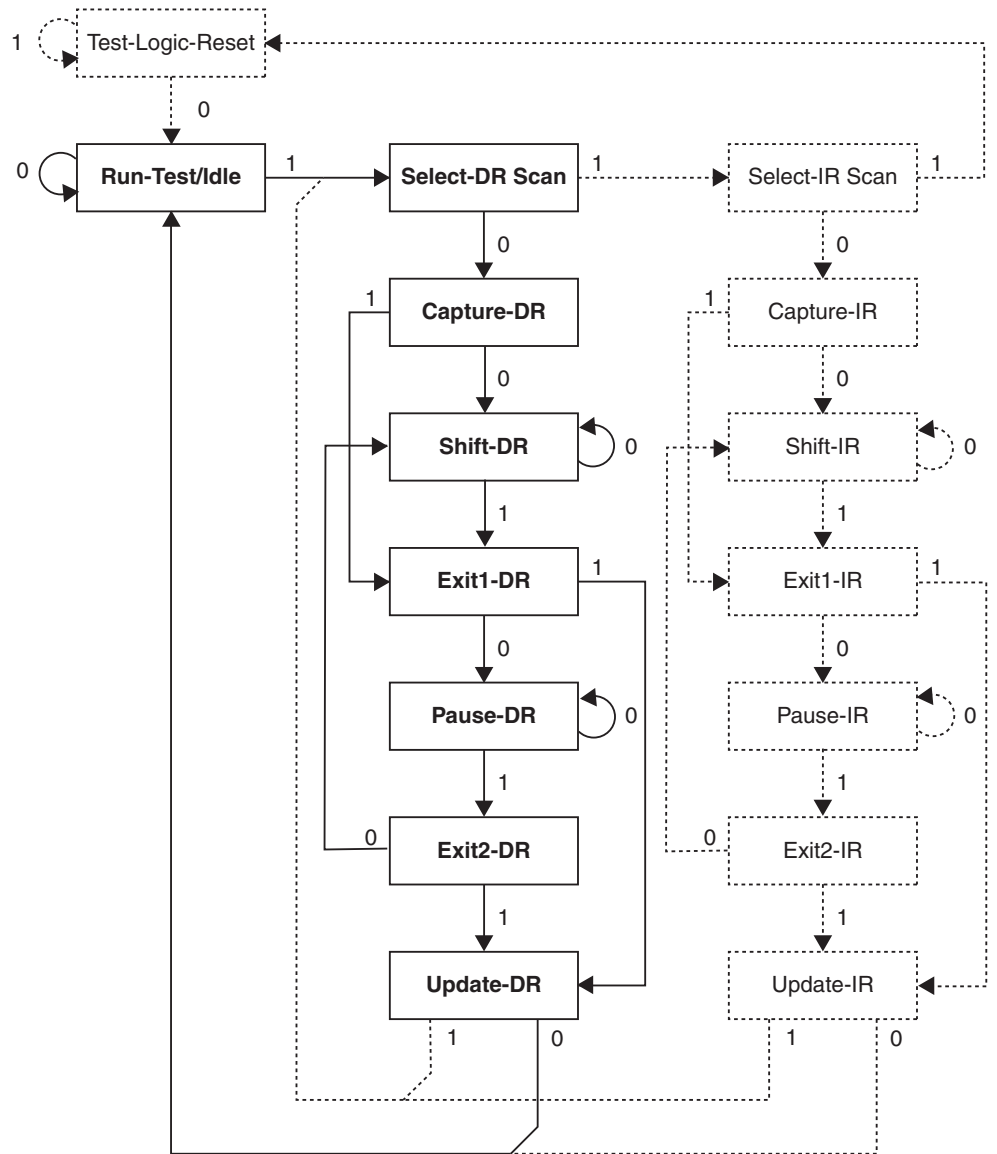 1
Test-Logic-Reset
0
0
Run-Test/Idle
1
Select-DR Scan
1
Select-IR Scan
1
0
0
1
Capture-DR
1
Capture-IR
0
0
Shift-DR
0
Shift-IR
0
1
1
Exit1-DR
1
Exit1-IR
1
0
0
Pause-DR
0
Pause-IR
0
1
1
0
Exit2-DR
0
Exit2-IR
1
1
Update-DR
Update-IR
1
0
1
0